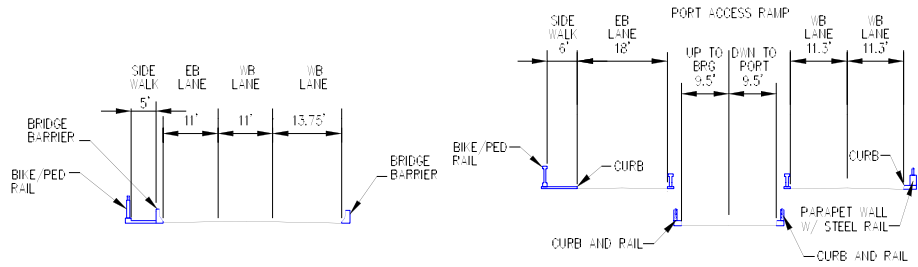 SIDE
WALK
5'
EB
LANE
11'
WB
LANE
11'
WB
LANE
13.75'
BRIDGE
BARRIER
BIKE/PED
RAIL
BRIDGE
BARRIER
PORT ACCESS RAMP
SIDE
WALK
6'
EB
LANE
18'
UP TO
BRG
9.5'
DWN TO
PORT
9.5'
WB
LANE
11.5'
WB
LANE
11.5'
BIKE/PED
RAIL
CURB
CURB
PARAPET WALL
W/ STEEL RAIL
CURB AND RAIL
CURB AND RAIL